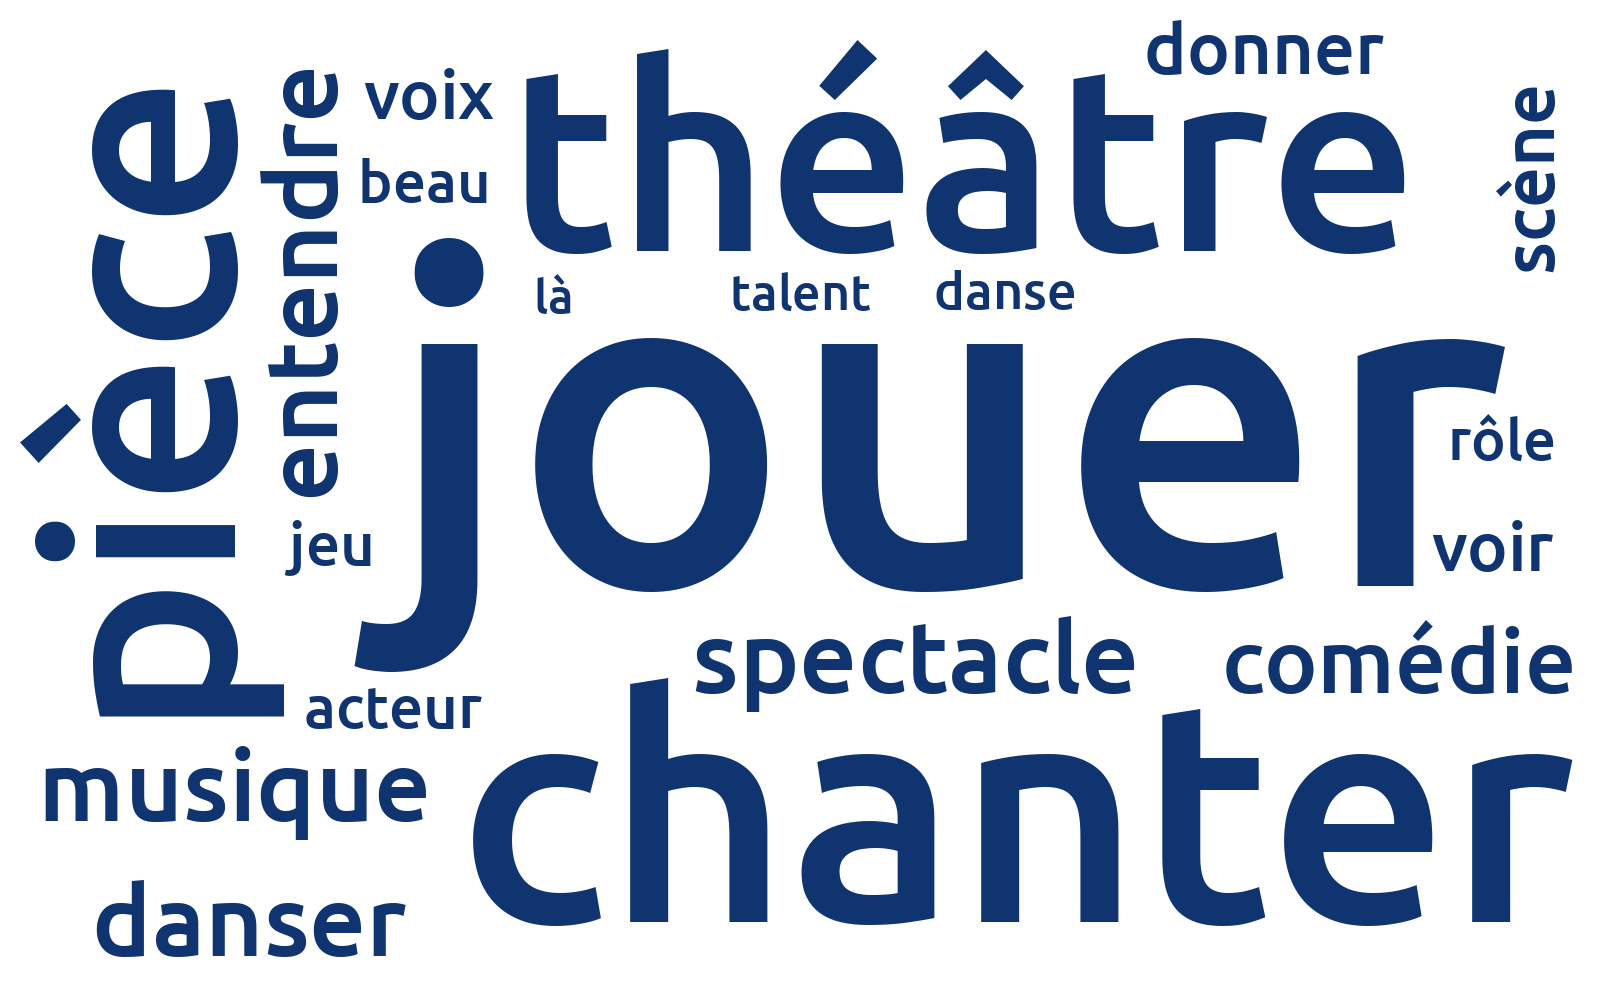 donner
théâtre
voix
beau
scène
pièce
entendre
là
talent
danse
jouer
rôle
voir
jeu
spectacle
comédie
acteur
chanter
musique
danser